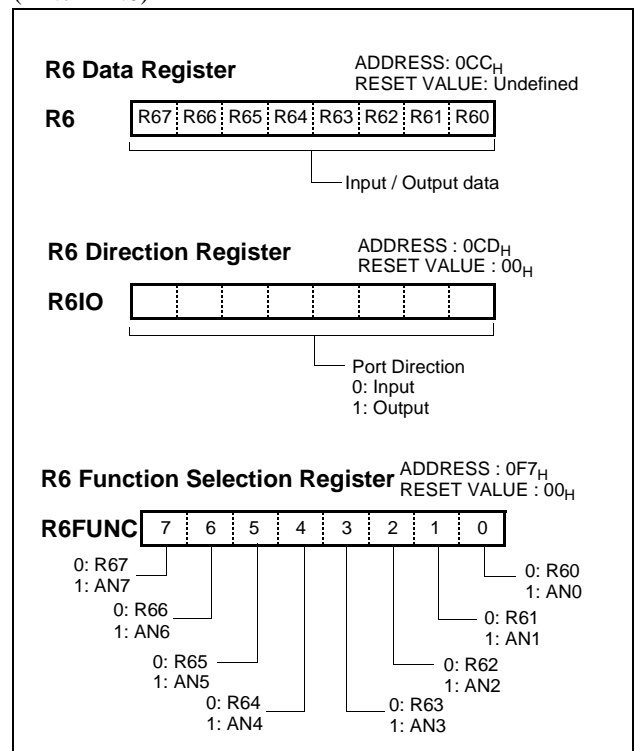 R6 Data Register
ADDRESS: 0CCH
RESET VALUE: Undefined
R6
R67 R66 R65 R64 R63 R62 R61 R60
Input / Output data
R6 Direction Register
ADDRESS : 0CDH
RESET VALUE : 00H
R6IO
Port Direction
0: Input
1: Output
R6 Function Selection Register
ADDRESS : 0F7H
RESET VALUE : 00H
R6FUNC
7 6 5 4 3 2 1 0
0: R67
1: AN7
0: R60
1: AN0
0: R66
1: AN6
0: R61
1: AN1
0: R65
1: AN5
0: R62
1: AN2
0: R64
1: AN4
0: R63
1: AN3